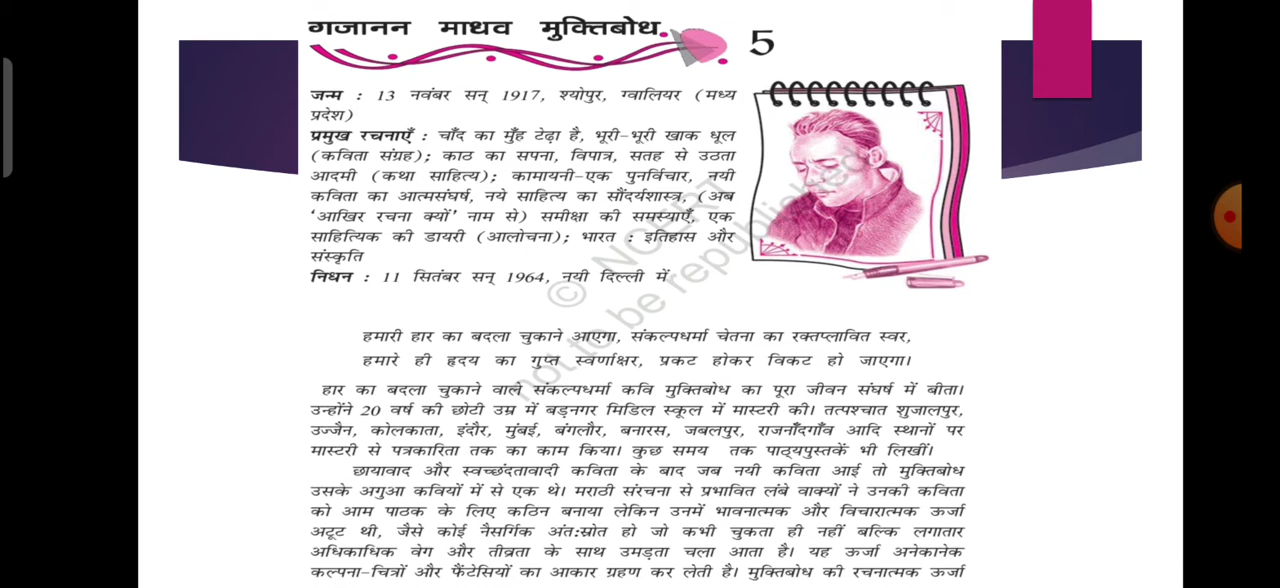 गजानन माधव मुक्तिबोध
5
जन्म : 13 नवंबर सन् 1917, श्योपुर, ग्वालियर (मध्य
प्रदेश)
प्रमुख रचनाएँ : चाँद का मुँह टेढ़ा है, भूरी-भूरी खाक धूल
(कविता संग्रह); काठ का सपना, विपात्र, सतह से उठता
आदमी (कथा साहित्य); कामायनी-एक पुनर्विचार, नयी
कविता का आत्मसंघर्ष, नये साहित्य का सौंदर्यशास्त्र, (अब
‘आखिर रचना क्यों’ नाम से) समीक्षा की समस्याएँ, एक
साहित्यिक की डायरी (आलोचना); भारत : इतिहास और
संस्कृति
निधन : 11 सितंबर सन् 1964, नयी दिल्ली में
© NCERT
not to be republished
हमारी हार का बदला चुकाने आएगा, संकल्पधर्मा चेतना का रक्तप्लावित स्वर,
हमारे ही हृदय का गुप्त स्वर्णाक्षर, प्रकट होकर विकट हो जाएगा।
हार का बदला चुकाने वाले संकल्पधर्मा कवि मुक्तिबोध का पूरा जीवन संघर्ष में बीता।
उन्होंने 20 वर्ष की छोटी उम्र में बड़नगर मिडिल स्कूल में मास्टरी की। तत्पश्चात शुजालपुर,
उज्जैन, कोलकाता, इंदौर, मुंबई, बंगलौर, बनारस, जबलपुर, राजनाँदगाँव आदि स्थानों पर
मास्टरी से पत्रकारिता तक का काम किया। कुछ समय तक पाठ्यपुस्तकें भी लिखीं।
छायावाद और स्वच्छंदतावादी कविता के बाद जब नयी कविता आई तो मुक्तिबोध
उसके अगुआ कवियों में से एक थे। मराठी संरचना से प्रभावित लंबे वाक्यों ने उनकी कविता
को आम पाठक के लिए कठिन बनाया लेकिन उनमें भावनात्मक और विचारात्मक ऊर्जा
अटूट थी, जैसे कोई नैसर्गिक अंत:स्रोत हो जो कभी चुकता ही नहीं बल्कि लगातार
अधिकाधिक वेग और तीव्रता के साथ उमड़ता चला आता है। यह ऊर्जा अनेकानेक
कल्पना-चित्रों और फैंटेसियों का आकार ग्रहण कर लेती है। मुक्तिबोध की रचनात्मक ऊर्जा